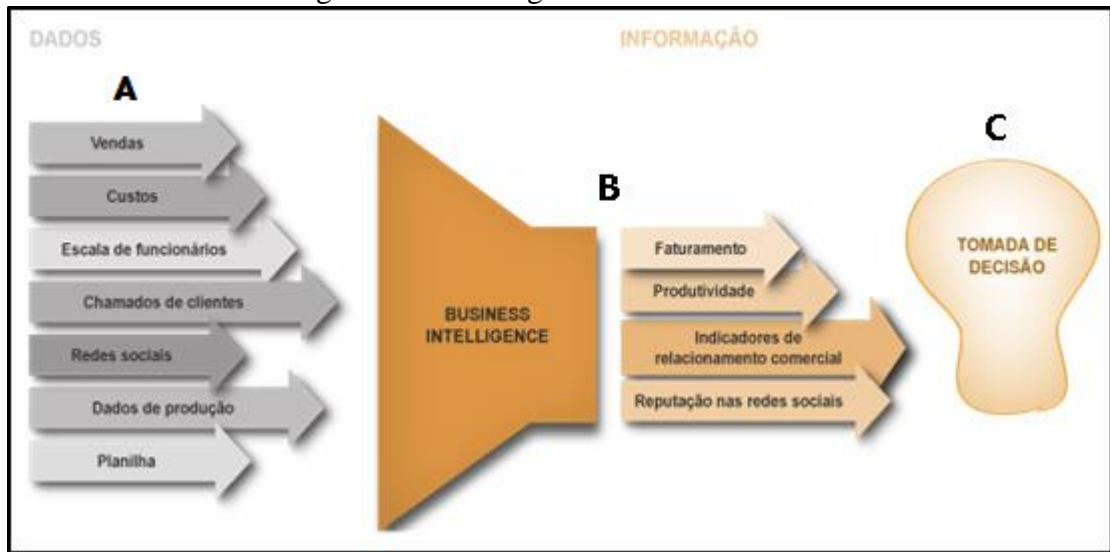 DADOS
INFORMAÇÃO
A
Vendas
Custos
Escala de funcionários
Chamados de clientes
Redes sociais
Dados de produção
Planilha
BUSINESS
INTELLIGENCE
B
Faturamento
Produtividade
Indicadores de
relacionamento comercial
Reputação nas redes sociais
C
TOMADA DE
DECISÃO